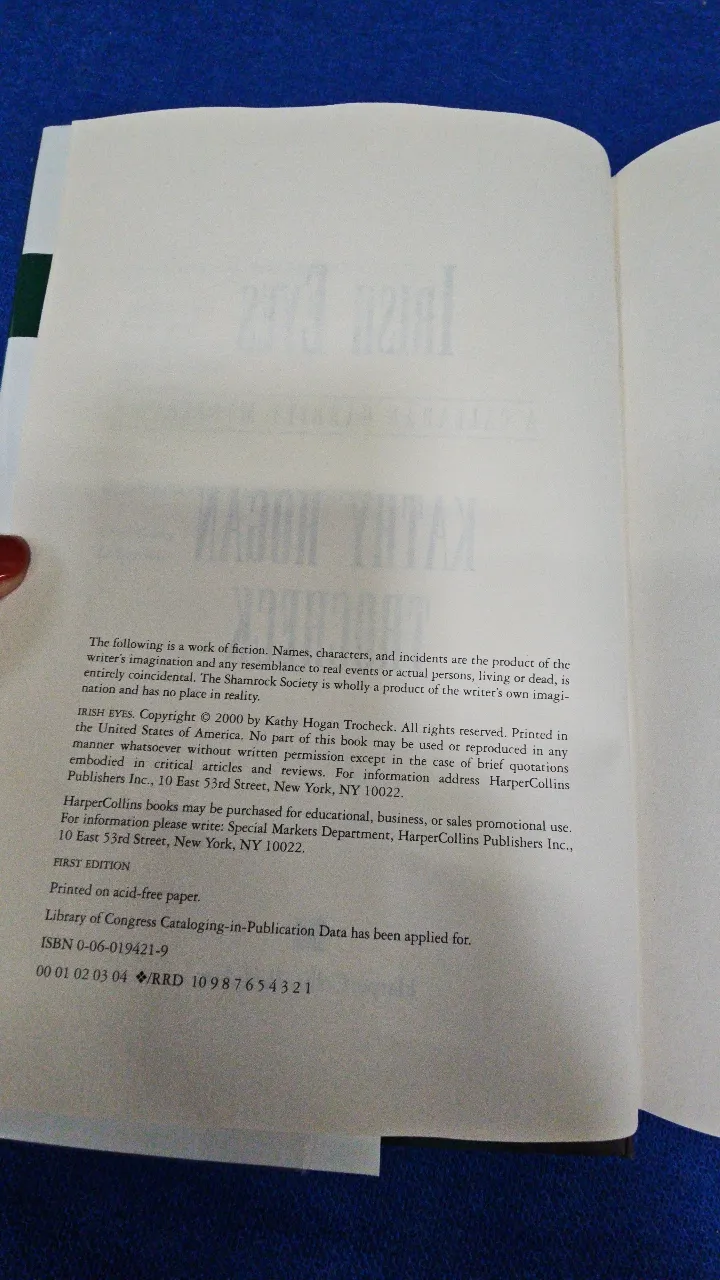 The following is a work of fiction. Names, characters, and incidents are the product of the
writer's imagination and any resemblance to real events or actual persons, living or dead, is
entirely coincidental. The Shamrock Society is wholly a product of the writer's own imagi-
nation and has no place in reality.
IRISH EYES. Copyright © 2000 by Kathy Hogan Trocheck. All rights reserved. Printed in
the United States of America. No part of this book may be used or reproduced in any
manner whatsoever without written permission except in the case of brief quotations
embodied in critical articles and reviews. For information address HarperCollins
Publishers Inc., 10 East 53rd Street, New York, NY 10022.
HarperCollins books may be purchased for educational, business, or sales promotional use.
For information please write: Special Markets Department, HarperCollins Publishers Inc.,
10 East 53rd Street, New York, NY 10022.
FIRST EDITION
Printed on acid-free paper.
Library of Congress Cataloging-in-Publication Data has been applied for.
ISBN 0-06-019421-9
00 01 02 03 04 ❖/RRD 10 9 8 7 6 5 4 3 2 1